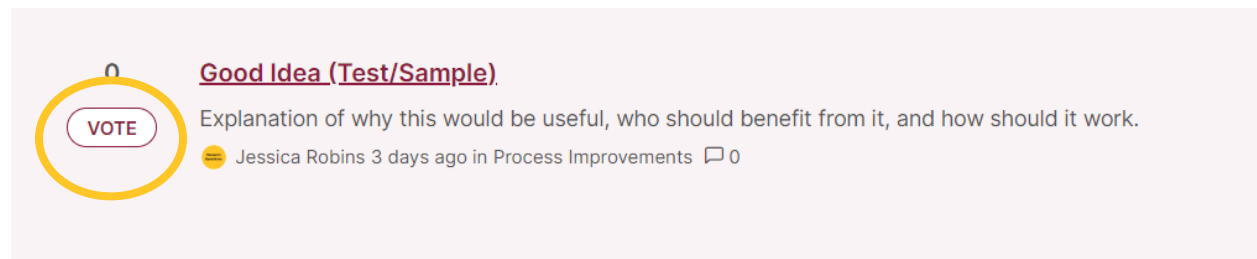 0
Good Idea (Test/Sample)
VOTE
Explanation of why this would be useful, who should benefit from it, and how should it work.
Jessica Robins 3 days ago in Process Improvements 0